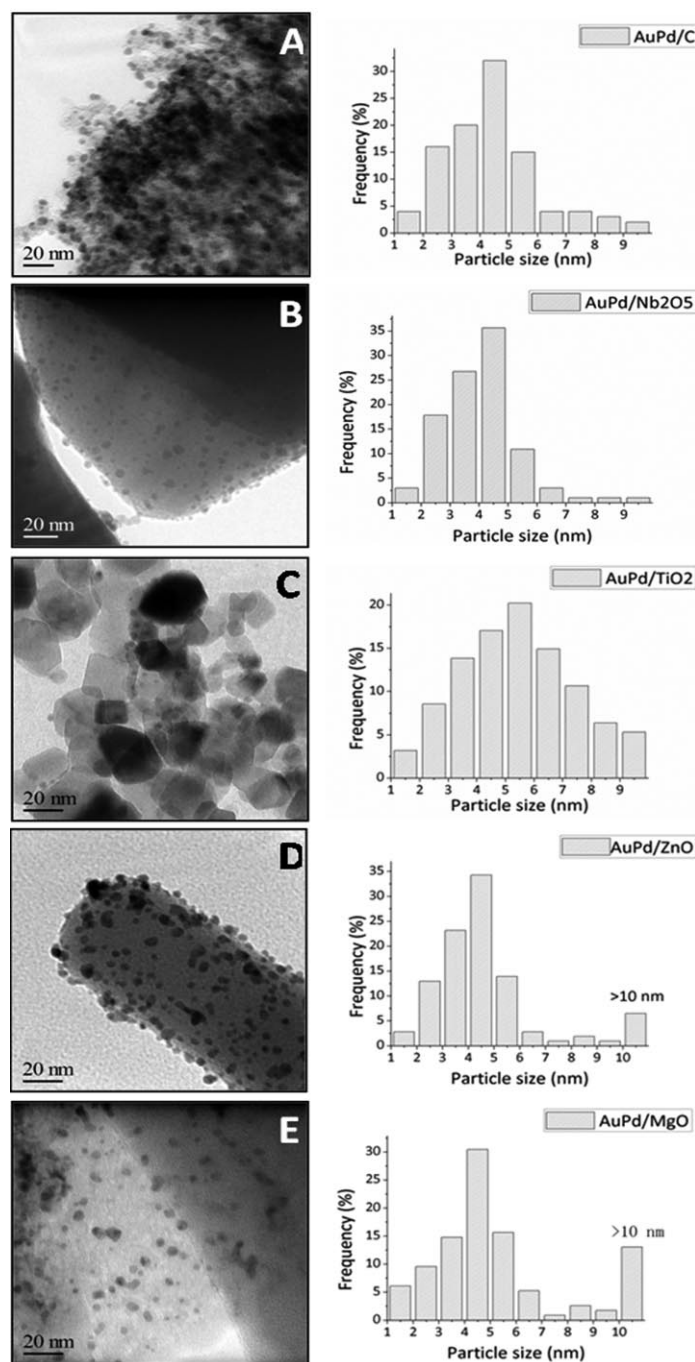 A
20 nm
AuPd/C
Frequency (%)
30
25
20
15
10
5
1 2 3 4 5 6 7 8 9
Particle size (nm)
B
20 nm
AuPd/Nb2O5
Frequency (%)
35
30
25
20
15
10
5
0
1 2 3 4 5 6 7 8 9
Particle size (nm)
C
20 nm
AuPd/TiO2
Frequency (%)
20
15
10
5
0
1 2 3 4 5 6 7 8 9
Particle size (nm)
D
20 nm
AuPd/ZnO
Frequency (%)
35
30
25
20
15
10
5
0
>10 nm
1 2 3 4 5 6 7 8 9 10
Particle size (nm)
E
20 nm
AuPd/MgO
Frequency (%)
30
25
20
15
10
5
0
>10 nm
1 2 3 4 5 6 7 8 9 10
Particle size (nm)